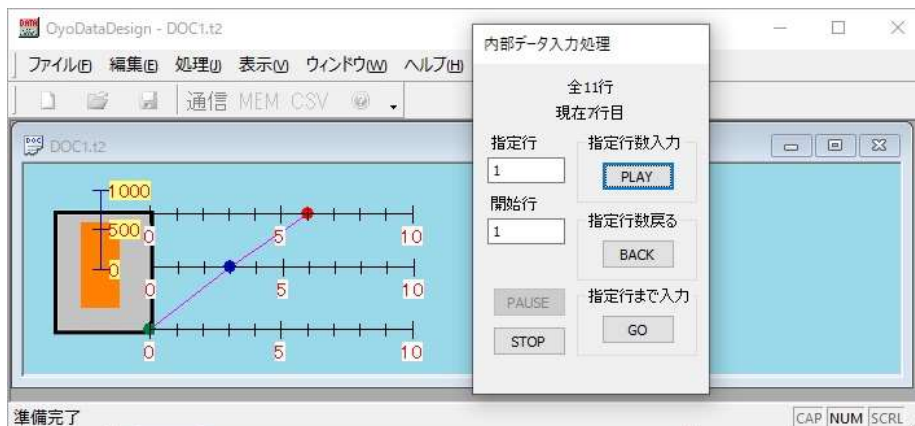 OyoDataDesign - DOC1.t2
ファイル(F) 編集(E) 処理(J) 表示(V) ウィンドウ(W) ヘルプ(H)
通信 MEM CSV
DOC1.t2
1000
500
0
0 5 10
0 5 10
0 5 10
内部データ入力処理
全11行
現在7行目
指定行
1
開始行
1
PAUSE
STOP
指定行数入力
PLAY
指定行数戻る
BACK
指定行まで入力
GO
準備完了
CAP NUM SCRL